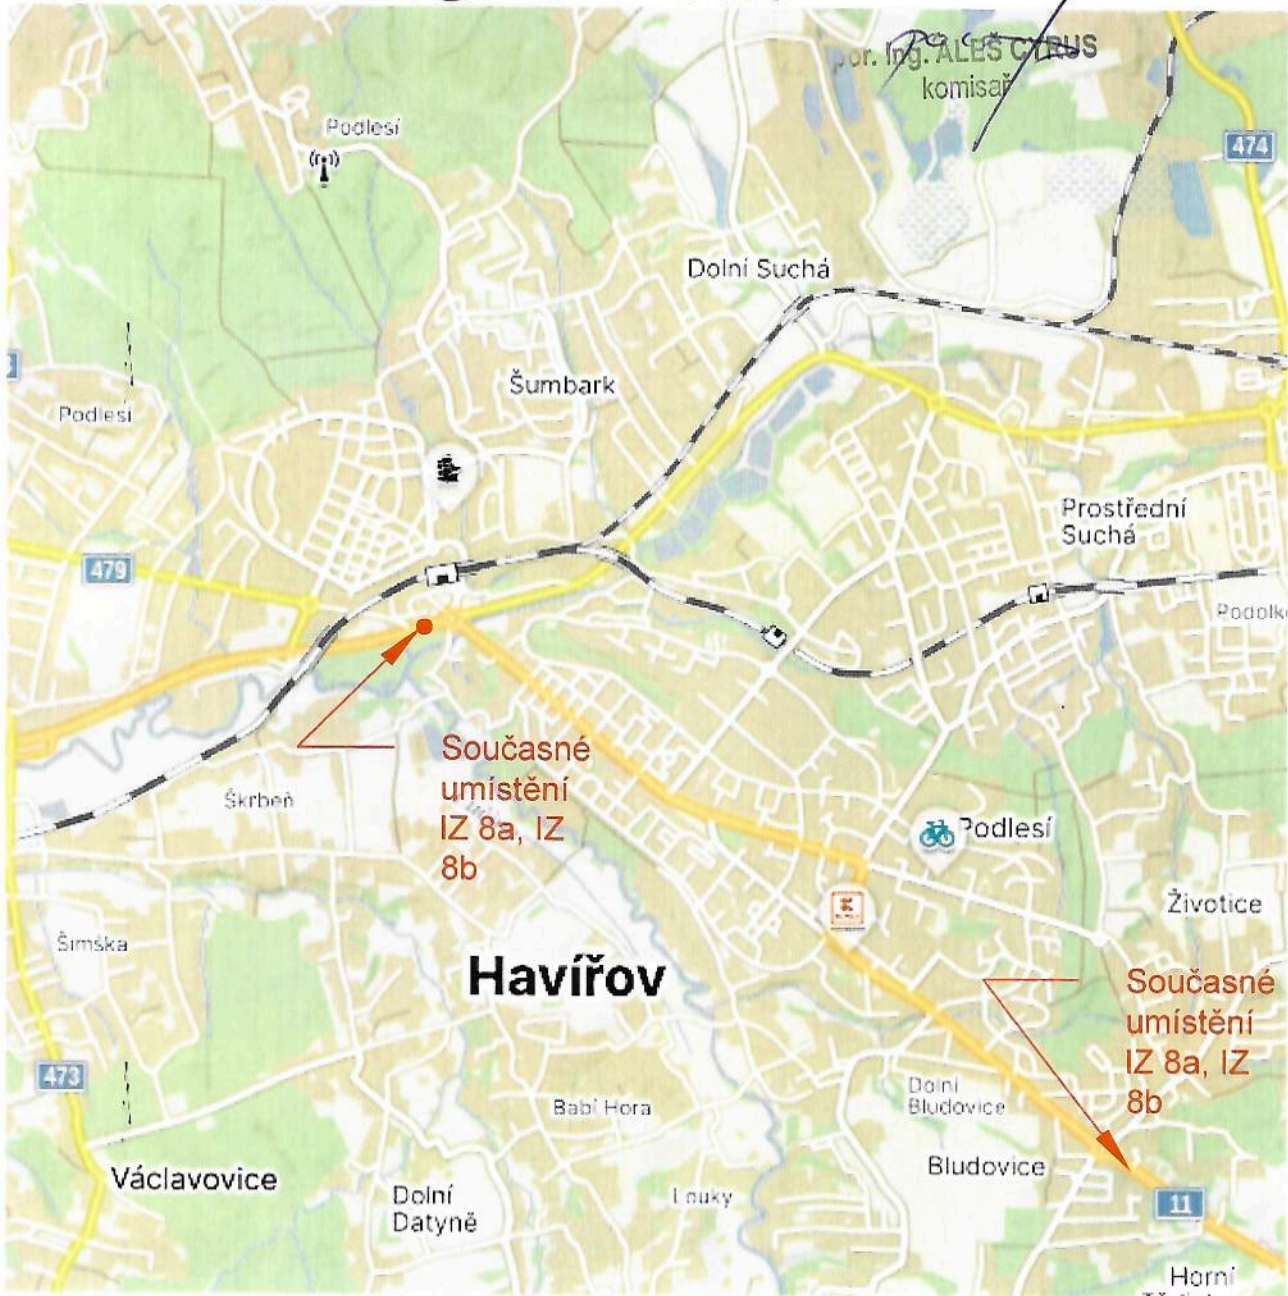 por. Ing. ALEŠ CYRUS
komisař
Podlesí
474
Dolní Suchá
Šumbark
Podlesí
Prostřední
Suchá
479
Podolk
Současné
umístění
IZ 8a, IZ
8b
Škrbeň
Podlesí
Životice
Šimška
Havířov
Současné
umístění
IZ 8a, IZ
8b
473
Dolní
Bludovice
Babí Hora
Bludovice
Václavovice
Dolní
Datyně
Louky
11
Horní